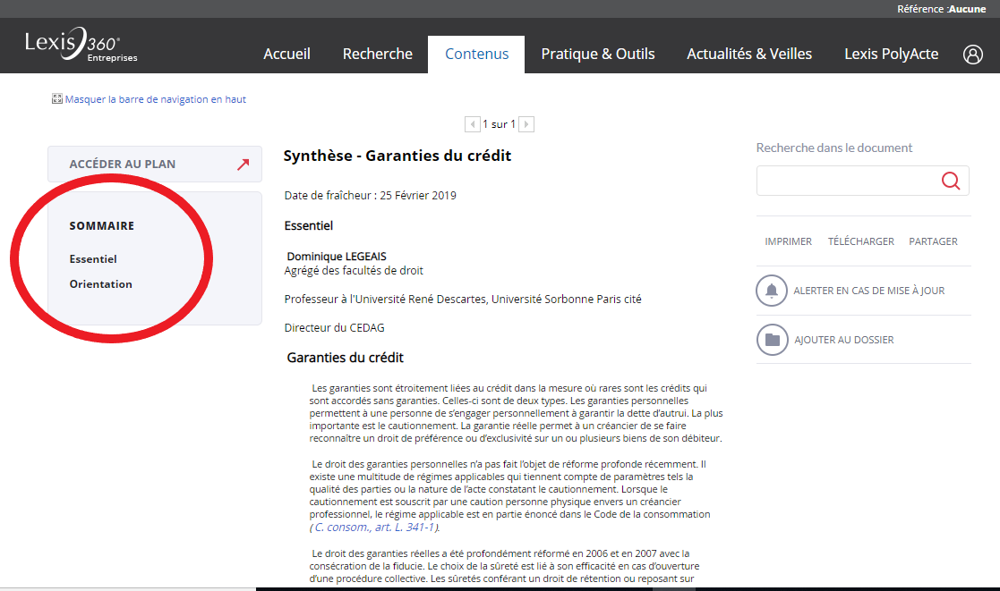 Référence :Aucune
Lexis 360®
Entreprises
Accueil Recherche Contenus Pratique & Outils Actualités & Veilles Lexis PolyActe
Masquer la barre de navigation en haut
1 sur 1
ACCÉDER AU PLAN
SOMMAIRE
Essentiel
Orientation
Synthèse - Garanties du crédit
Date de fraîcheur : 25 Février 2019
Essentiel
Dominique LEGEAIS
Agrégé des facultés de droit
Professeur à l'Université René Descartes, Université Sorbonne Paris cité
Directeur du CEDAG
Garanties du crédit
Les garanties sont étroitement liées au crédit dans la mesure où rares sont les crédits qui
sont accordés sans garanties. Celles-ci sont de deux types. Les garanties personnelles
permettent à une personne de s’engager personnellement à garantir la dette d’autrui. La plus
importante est le cautionnement. La garantie réelle permet à un créancier de se faire
reconnaître un droit de préférence ou d’exclusivité sur un ou plusieurs biens de son débiteur.
Le droit des garanties personnelles n’a pas fait l’objet de réforme profonde récemment. Il
existe une multitude de régimes applicables qui tiennent compte de paramètres tels la
qualité des parties ou la nature de l’acte constatant le cautionnement. Lorsque le
cautionnement est souscrit par une caution personne physique envers un créancier
professionnel, le régime applicable est en partie énoncé dans le Code de la consommation
( C. consom., art. L. 341-1).
Le droit des garanties réelles a été profondément réformé en 2006 et en 2007 avec la
consécration de la fiducie. Le choix de la sûreté est lié à son efficacité en cas d’ouverture
d’une procédure collective. Les sûretés conférant un droit de rétention ou reposant sur
Recherche dans le document
IMPRIMER TÉLÉCHARGER PARTAGER
ALERTER EN CAS DE MISE À JOUR
AJOUTER AU DOSSIER